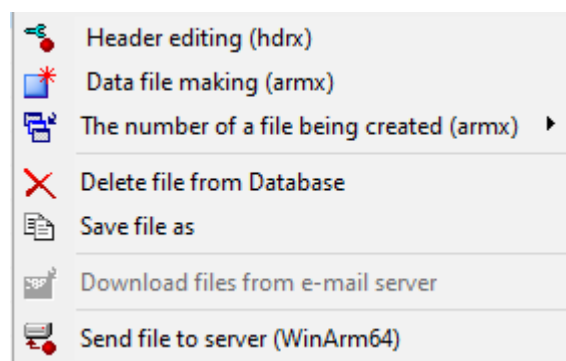 Header editing (hdrx)
Data file making (armx)
The number of a file being created (armx)
Delete file from Database
Save file as
Download files from e-mail server
Send file to server (WinArm64)